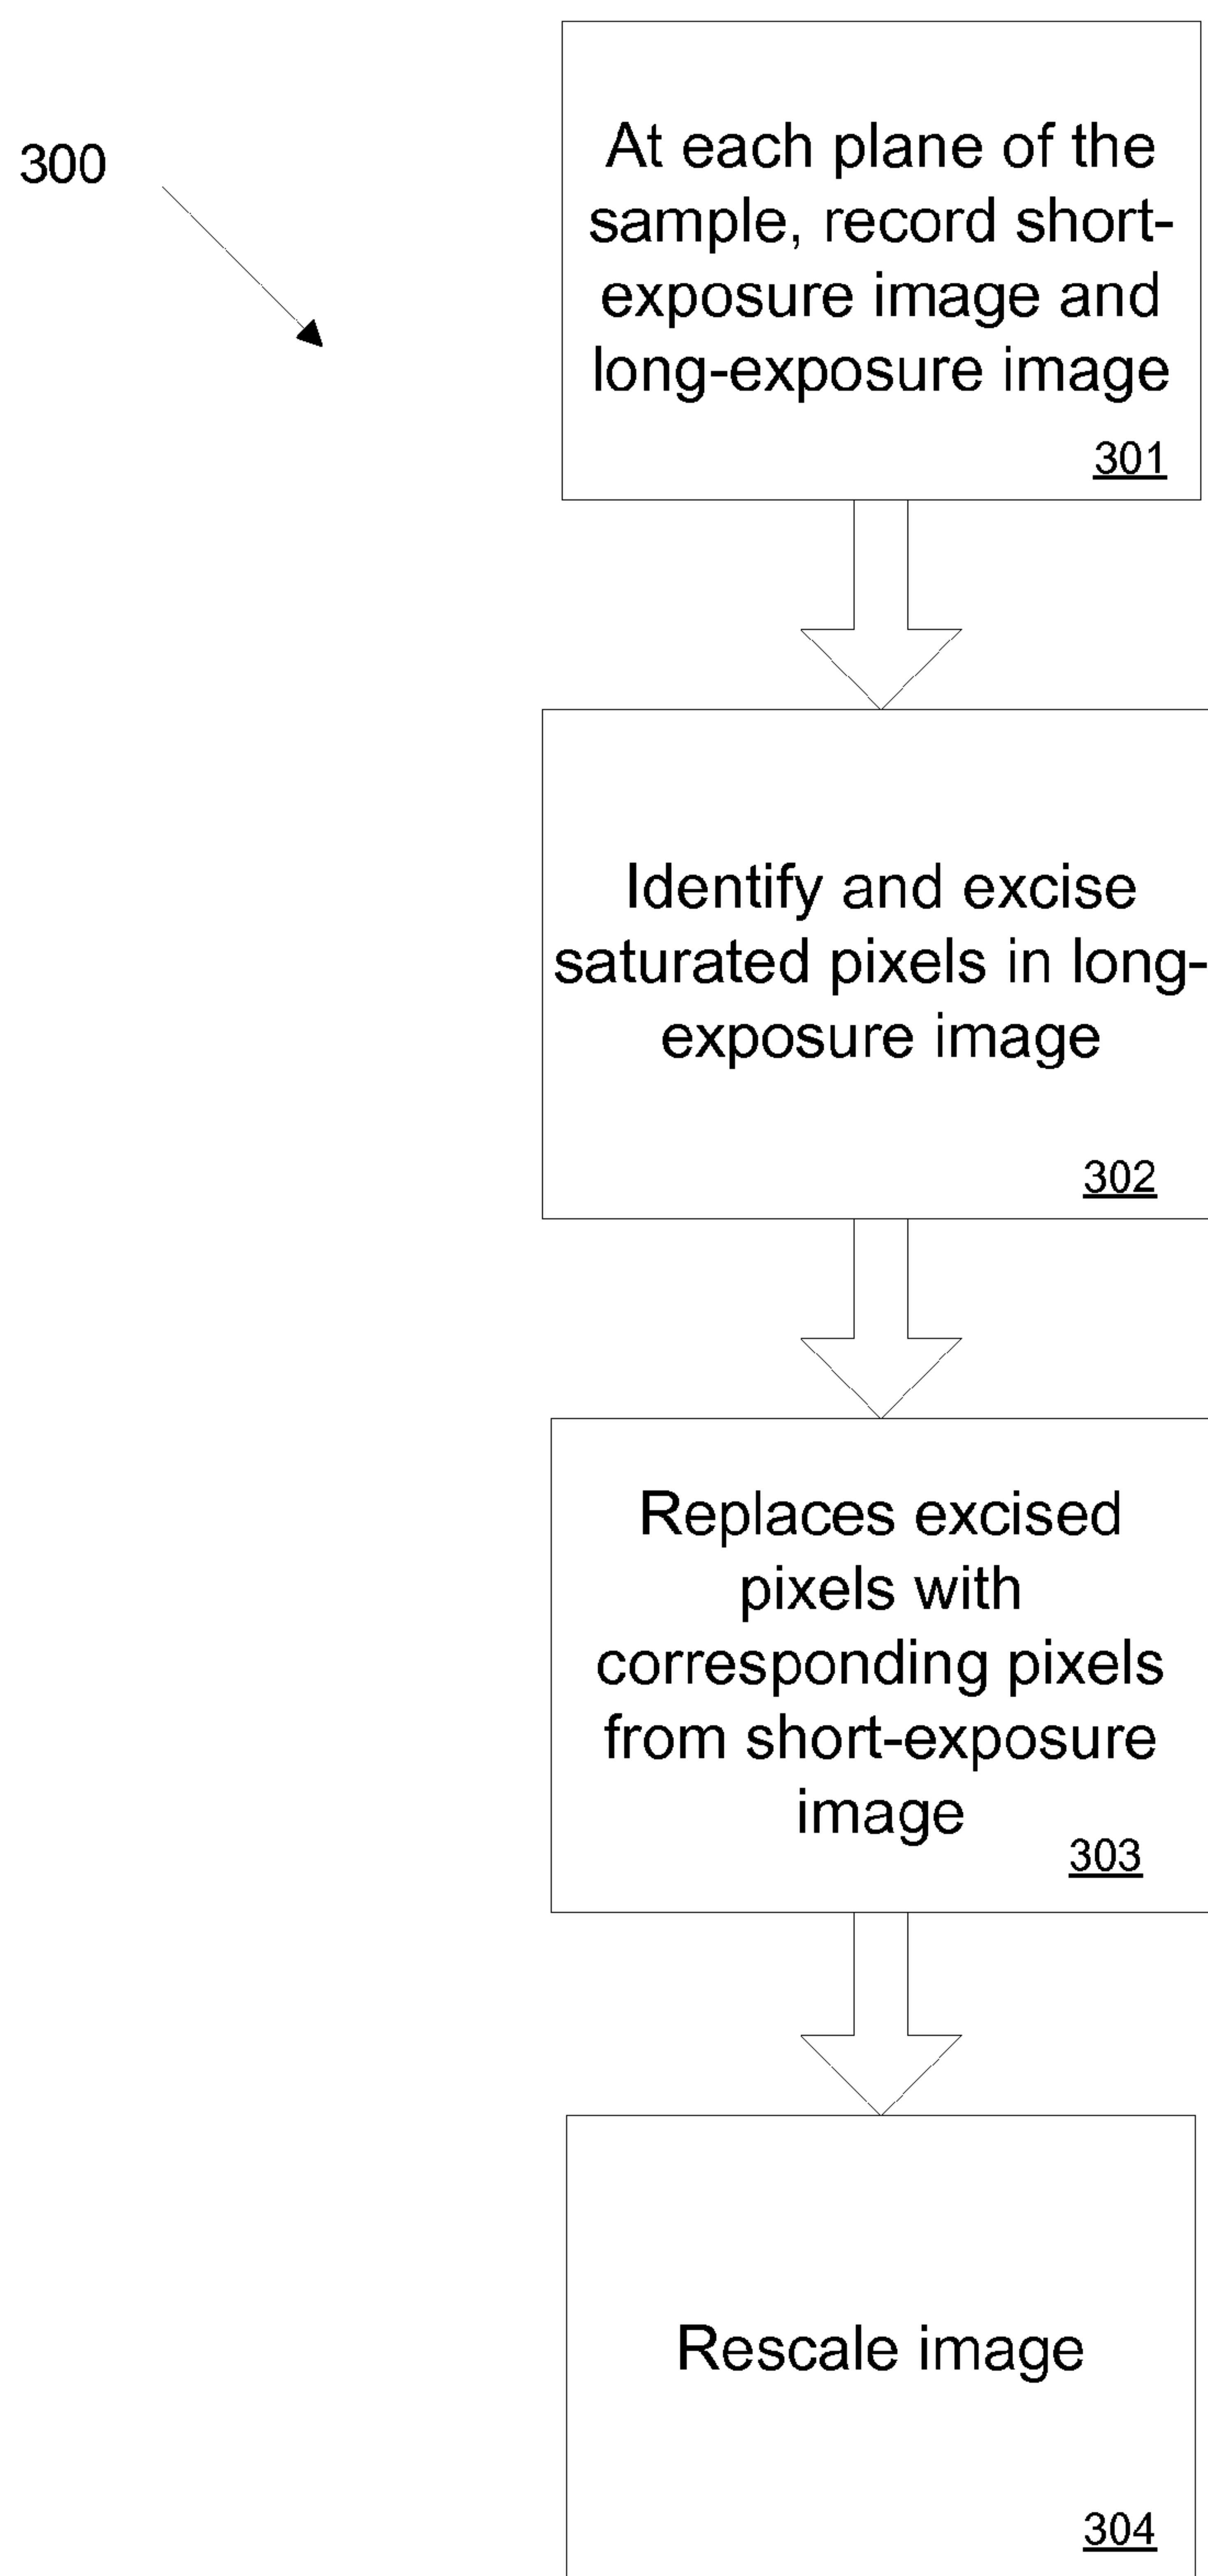 300
At each plane of the
sample, record short-
exposure image and
long-exposure image
301
Identify and excise
saturated pixels in long-
exposure image
302
Replaces excised
pixels with
corresponding pixels
from short-exposure
image
303
Rescale image
304